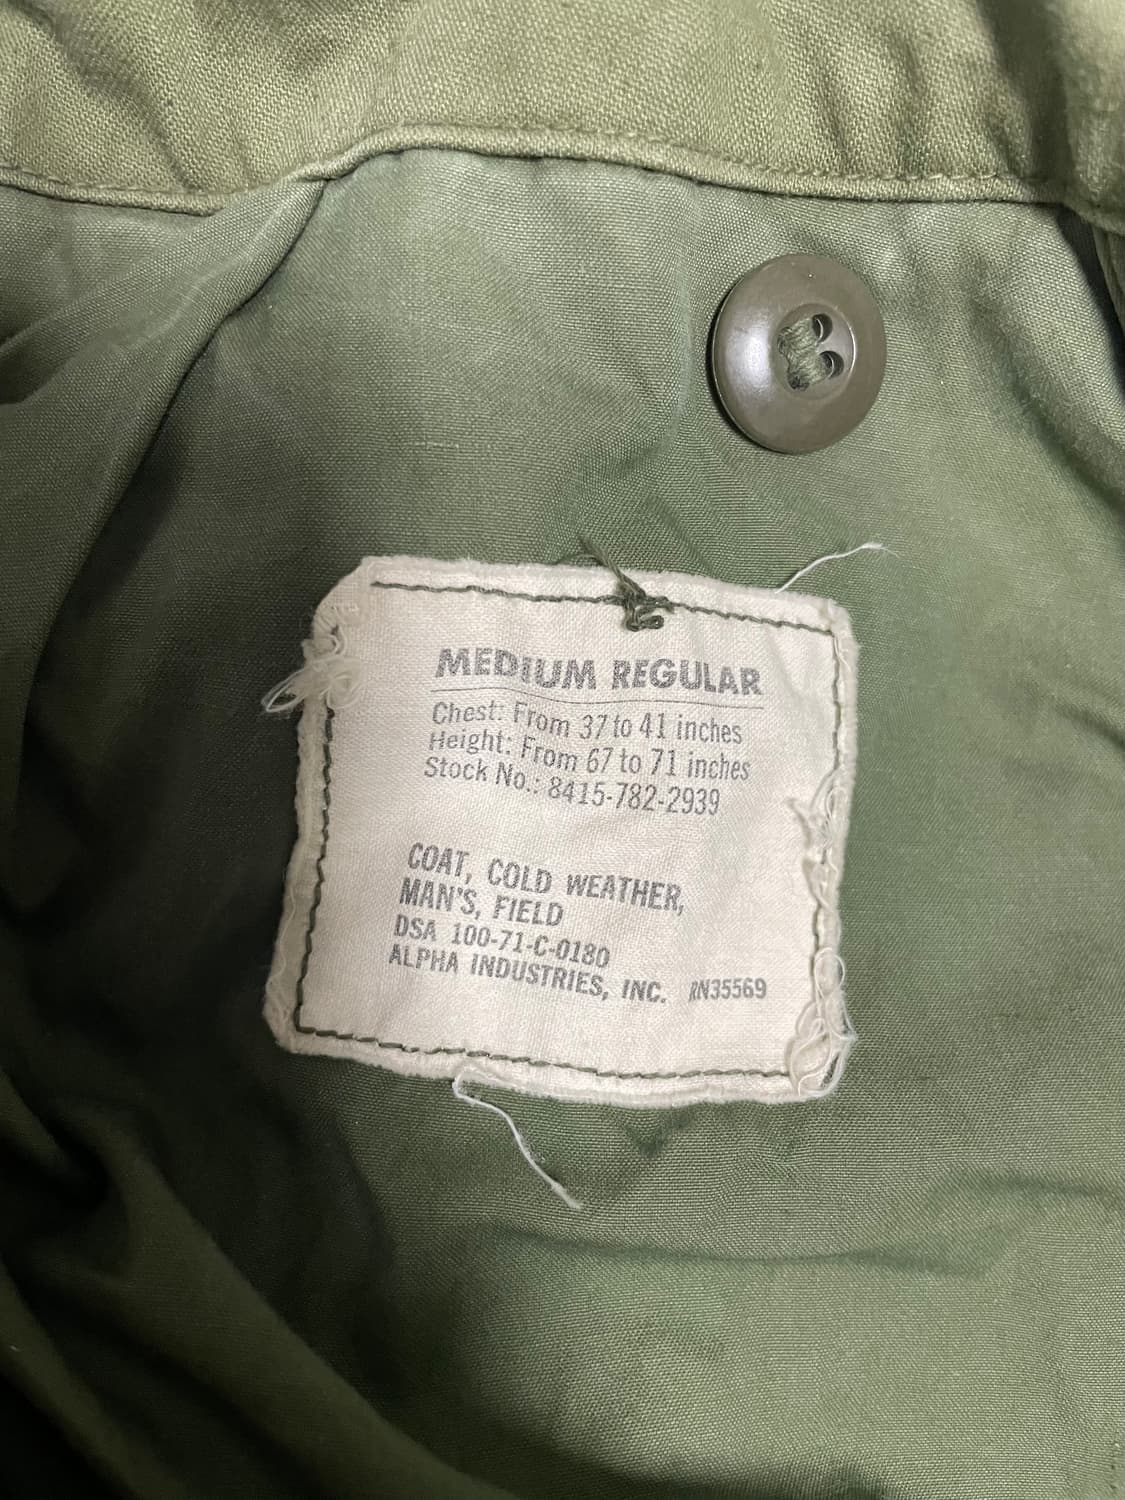 MEDIUM REGULAR
Chest: From 37 to 41 inches
Height: From 67 to 71 inches
Stock No.: 8415-782-2939
COAT, COLD WEATHER,
MAN'S, FIELD
DSA 100-71-C-0180
ALPHA INDUSTRIES, INC. RN35569